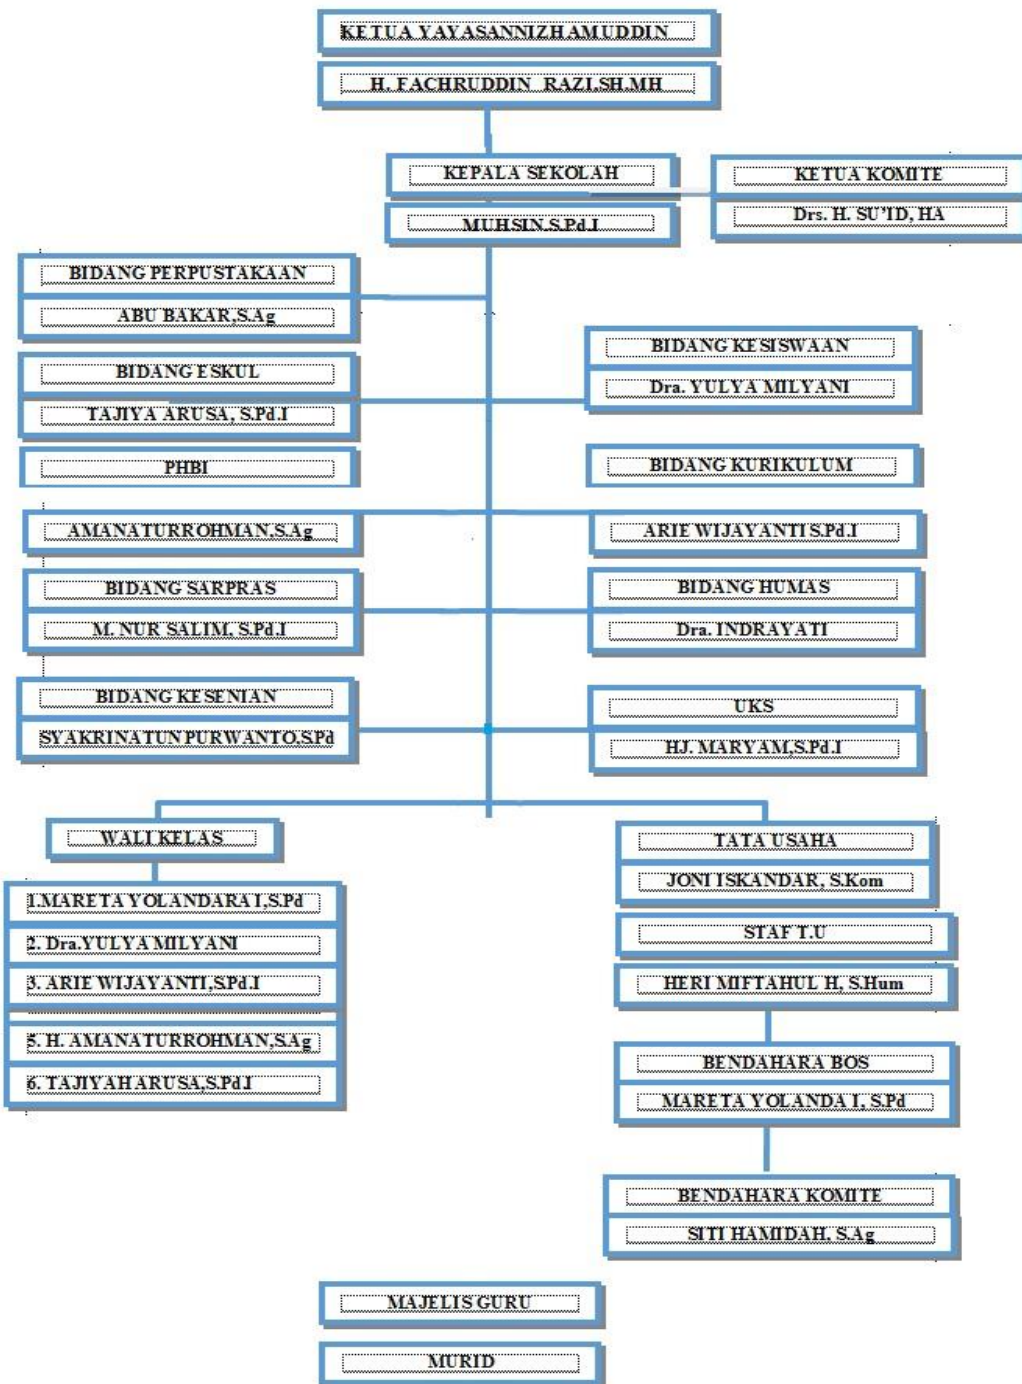 KETUA YAYASANNIZHAMUDDIN
H. FACHRUDDIN RAZI.SH.MH
KEPALA SEKOLAH
MUHSIN.S.Pd.I
KETUA KOMITE
Drs. H. SU'ID, HA
BIDANG PERPUSTAKAAN
ABU BAKAR,S.Ag
BIDANG ESKUL
TAJIYA ARUSA, S.Pd.I
PHBI
AMANATURROHMAN,S.Ag
BIDANG SARPRAS
M. NUR SALIM, S.Pd.I
BIDANG KESENIAN
SYAKRINATUN PURWANTO,S.Pd
BIDANG KESISWAAN
Dra. YULYA MILYANI
BIDANG KURIKULUM
ARIE WIJAYANTI S.Pd.I
BIDANG HUMAS
Dra. INDRAYATI
UKS
HJ. MARYAM,S.Pd.I
WALI KELAS
1.MARETA YOLANDARA I,S.Pd
2. Dra.YULYA MILYANI
3. ARIE WIJAYANTI,S.Pd.I
5. H. AMANATURROHMAN,S.Ag
6. TAJIYAH ARUSA,S.Pd.I
TATA USAHA
JONI ISKANDAR, S.Kom
STAF T.U
HERI MIFTAHUL H, S.Hum
BENDAHARA BOS
MARETA YOLANDA I, S.Pd
BENDAHARA KOMITE
SITI HAMIDAH, S.Ag
MAJELIS GURU
MURID